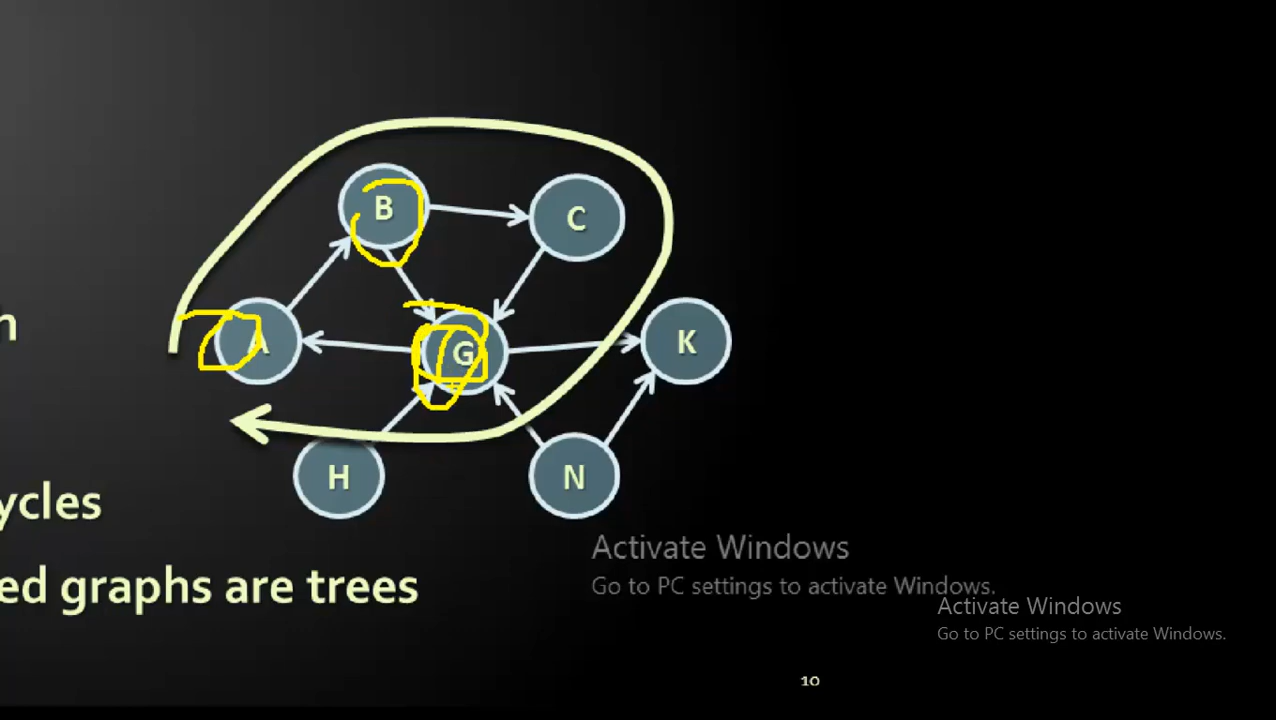 B
C
n
A
G
K
H
N
ycles
Activate Windows
ed graphs are trees
Go to PC settings to activate Windows.
Activate Windows
Go to PC settings to activate Windows.
10